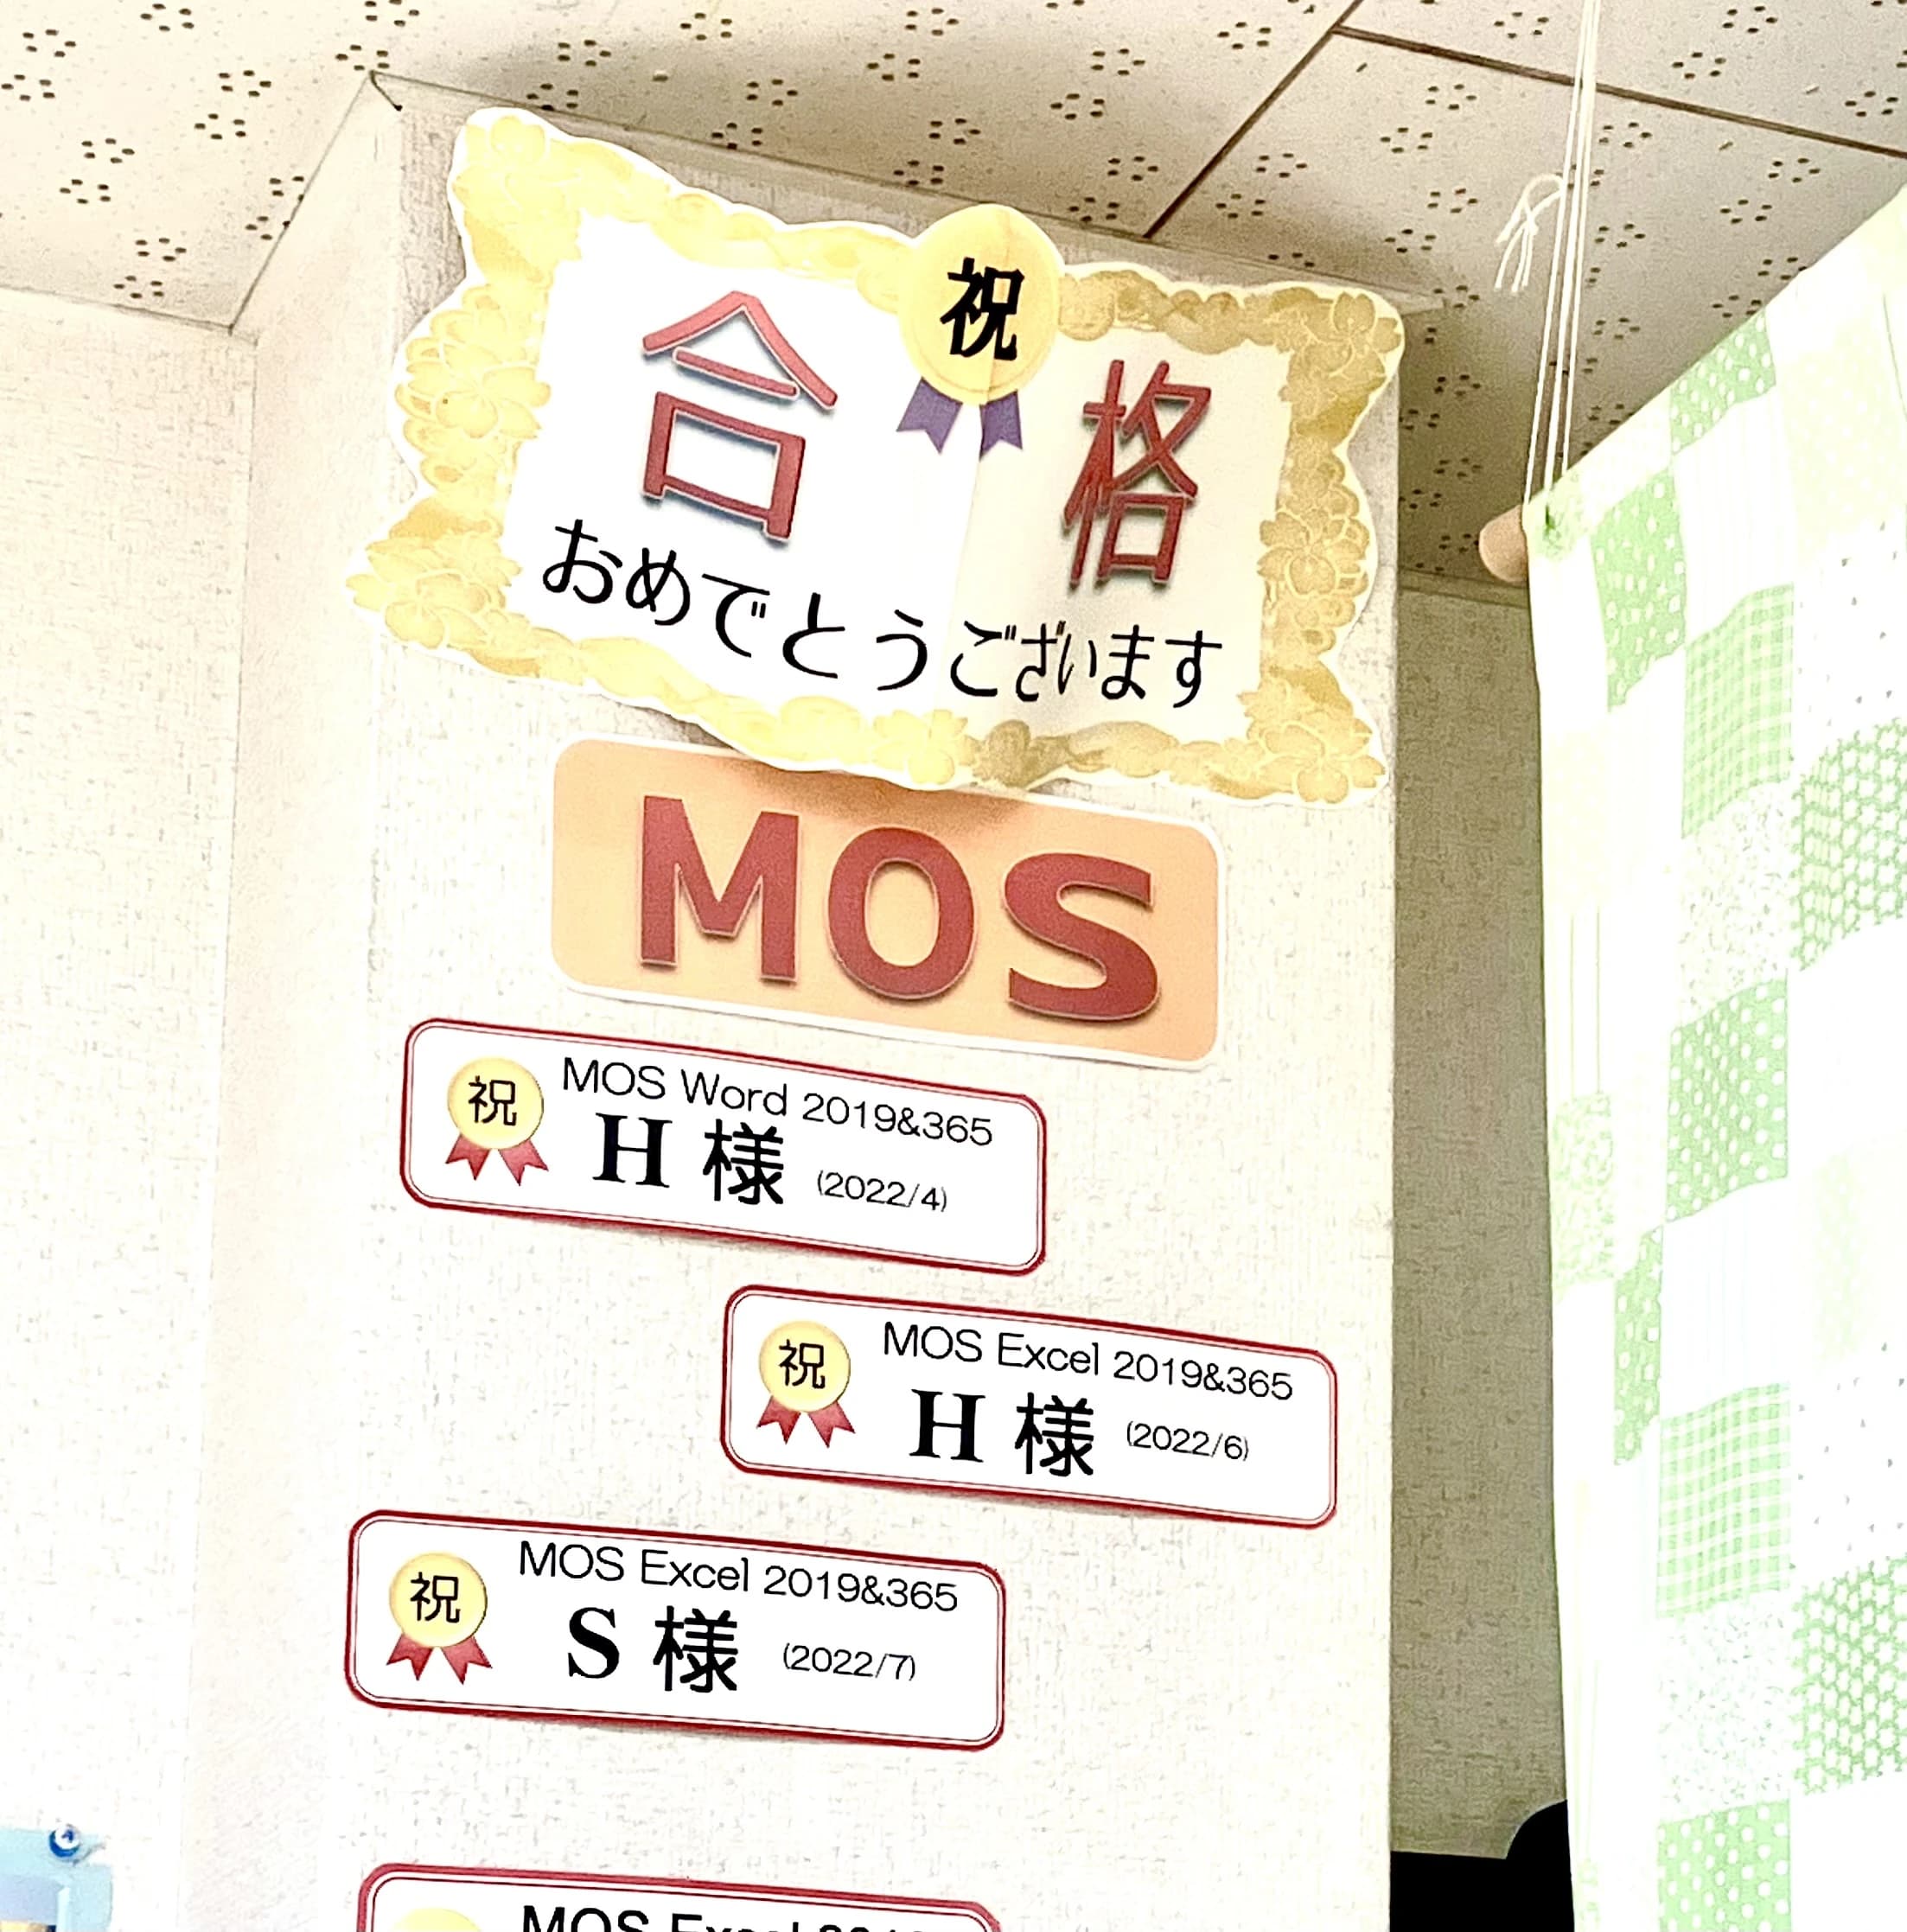 祝
合格
おめでとうございます
MOS
祝
MOS Word 2019&365
H 様 (2022/4)
祝
MOS Excel 2019&365
H 様 (2022/6)
祝
MOS Excel 2019&365
S 様 (2022/7)
MOS Excel